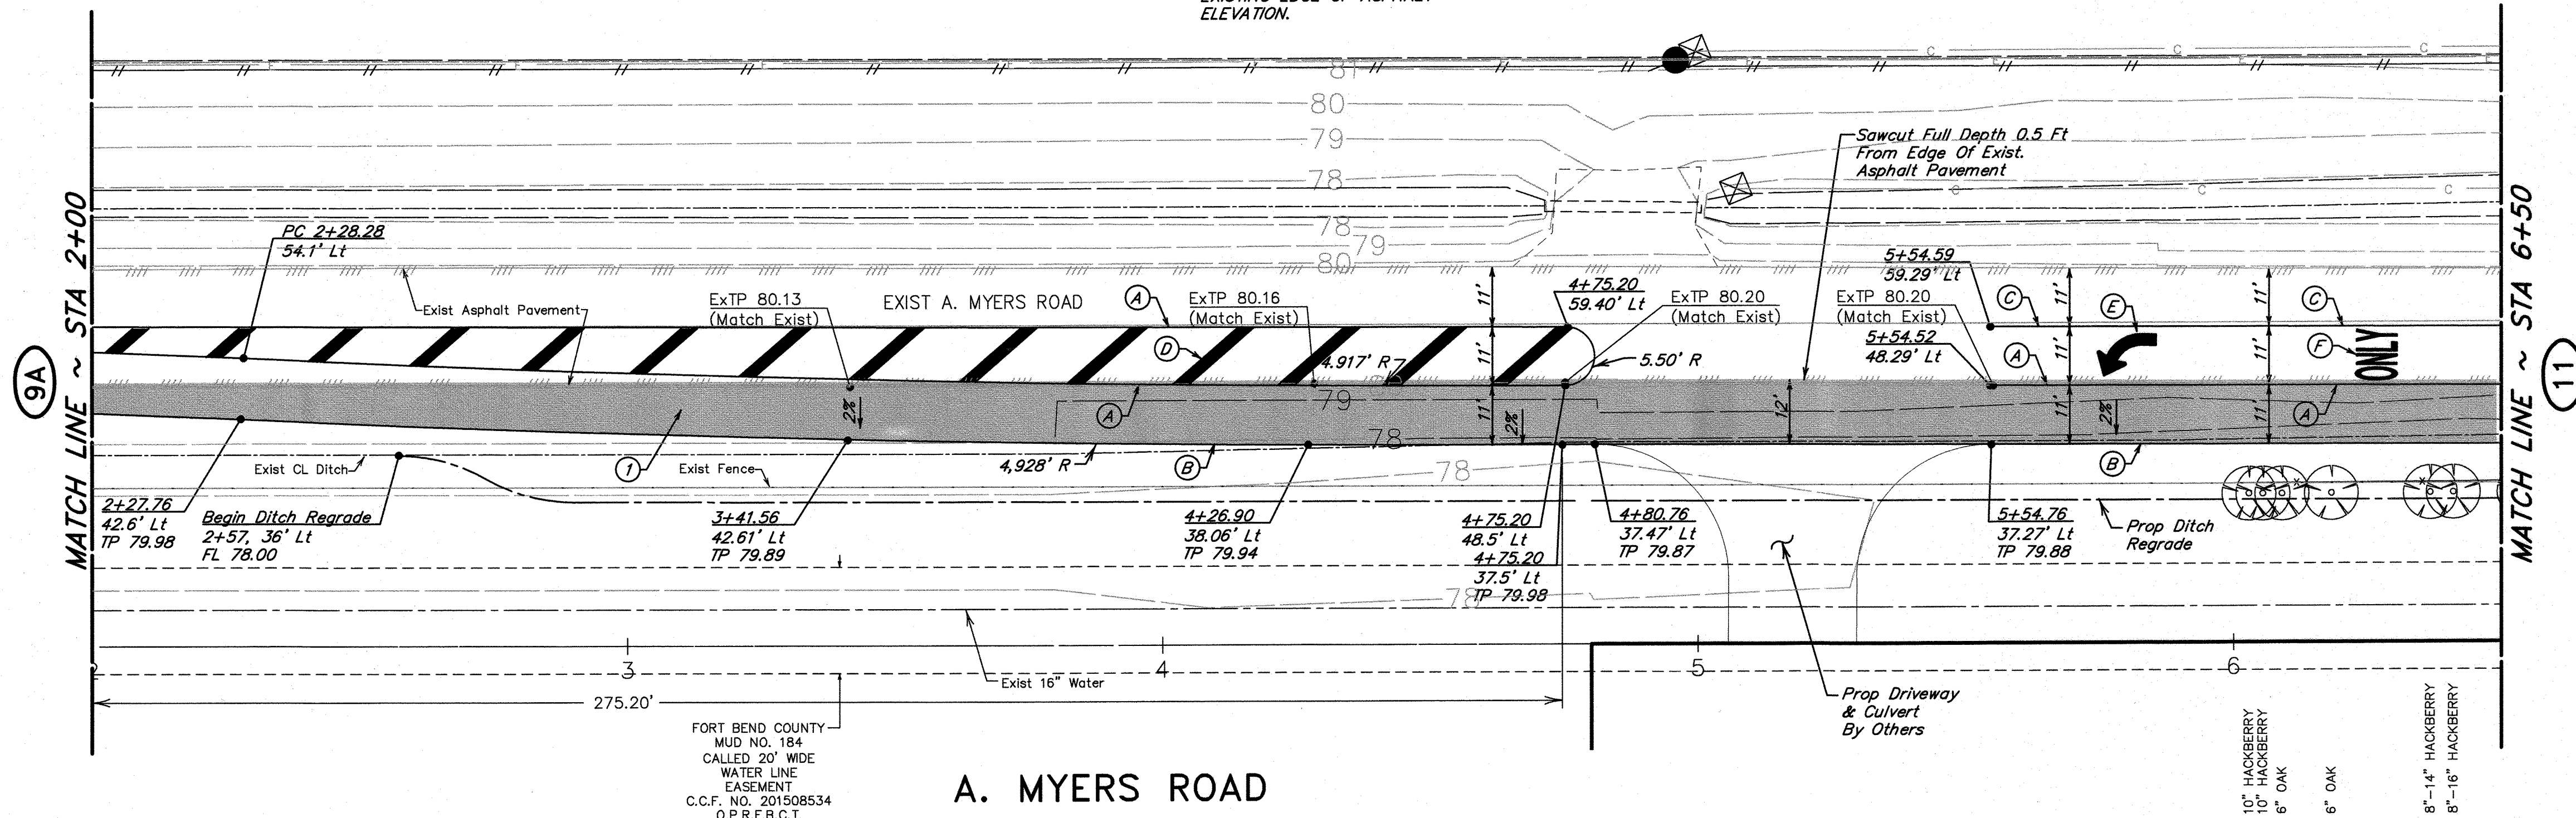 ELEVATION.
81
80
79
78
78
79
80
C
C
C
C
C
C
E
E
E
Sawcut Full Depth 0.5 Ft
From Edge Of Exist.
Asphalt Pavement
MATCH LINE ~ STA 2+00
9A
MATCH LINE ~ STA 6+50
11
PC 2+28.28
54.1' Lt
Exist Asphalt Pavement
ExTP 80.13
(Match Exist)
EXIST A. MYERS ROAD
A
ExTP 80.16
(Match Exist)
4+75.20
59.40' Lt
ExTP 80.20
(Match Exist)
ExTP 80.20
(Match Exist)
5+54.59
59.29' Lt
5+54.52
48.29' Lt
C
E
C
F
ONLY
A
A
D
4.917' R
5.50' R
11'
11'
11'
11'
11'
11'
11'
11'
11'
12'
2%
2%
2%
79
78
A
1
4,928' R
B
B
Exist CL Ditch
Exist Fence
78
2+27.76
42.6' Lt
TP 79.98
Begin Ditch Regrade
2+57, 36' Lt
FL 78.00
3+41.56
42.61' Lt
TP 79.89
4+26.90
38.06' Lt
TP 79.94
4+75.20
48.5' Lt
4+75.20
37.5' Lt
TP 79.98
4+80.76
37.47' Lt
TP 79.87
5+54.76
37.27' Lt
TP 79.88
Prop Ditch
Regrade
78
3
4
5
6
Exist 16" Water
275.20'
Prop Driveway
& Culvert
By Others
FORT BEND COUNTY
MUD NO. 184
CALLED 20' WIDE
WATER LINE
EASEMENT
C.C.F. NO. 201508534
O.P.R.F.B.C.T.
A. MYERS ROAD
10" HACKBERRY
10" HACKBERRY
6" OAK
6" OAK
8"-14" HACKBERRY
8"-16" HACKBERRY